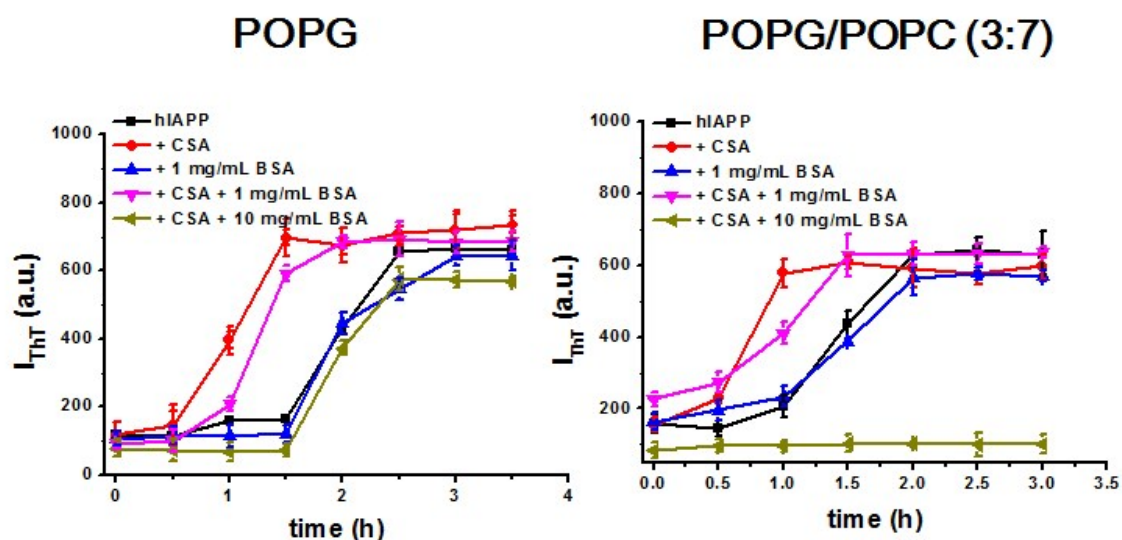 POPG
POPG/POPC (3:7)
hIAPP
+ CSA
+ 1 mg/mL BSA
+ CSA + 1 mg/mL BSA
+ CSA + 10 mg/mL BSA
1000
800
600
400
200
0
I_ThT (a.u.)
0
1
2
3
4
time (h)
hIAPP
+ CSA
+ 1 mg/mL BSA
+ CSA + 1 mg/mL BSA
+ CSA + 10 mg/mL BSA
1000
800
600
400
200
I_ThT (a.u.)
0.0
0.5
1.0
1.5
2.0
2.5
3.0
3.5
time (h)